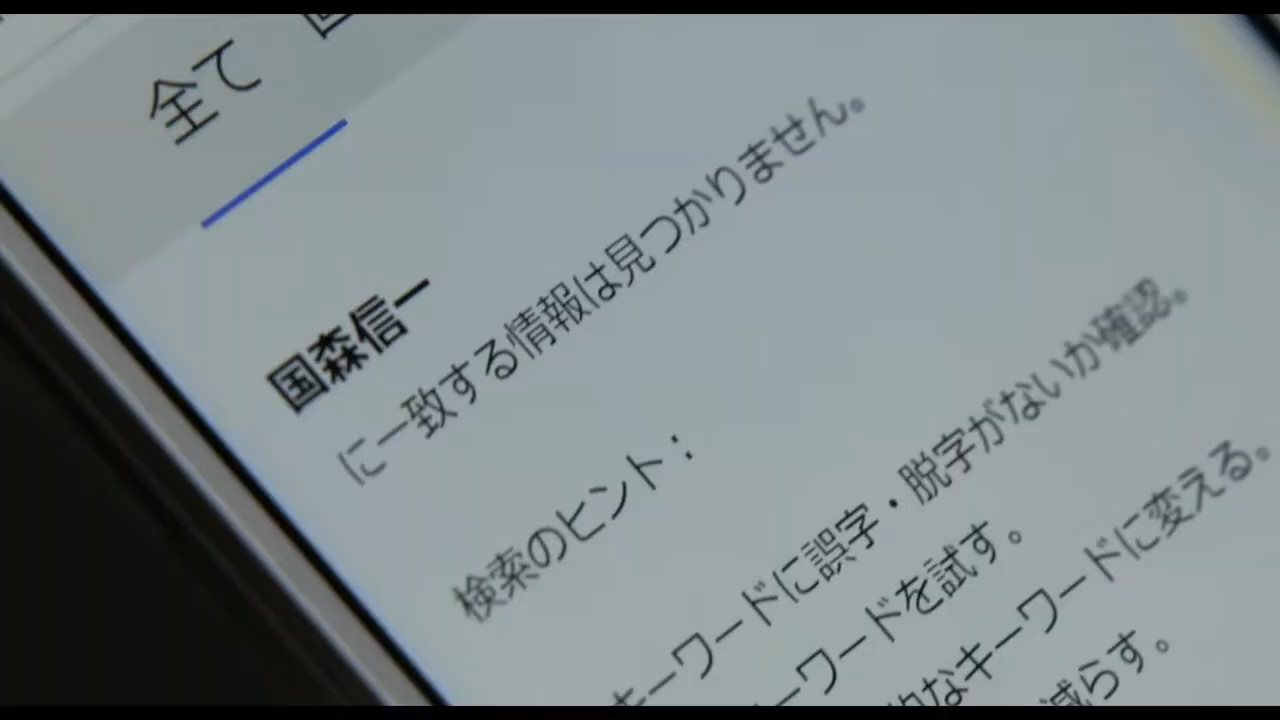 全て
国森信一
に一致する情報は見つかりません。
検索のヒント:
キーワードに誤字・脱字がないか確認。
ーワードを試す。
的なキーワードに変える。
減らす。